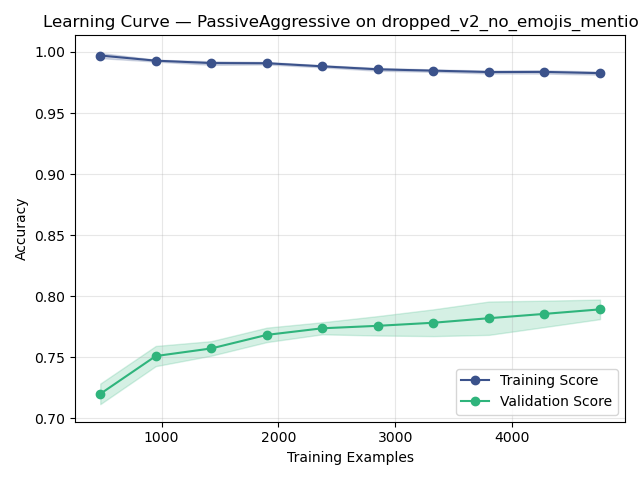 Learning Curve — PassiveAggressive on dropped_v2_no_emojis_mentio
1.00
0.95
0.90
0.85
0.80
0.75
0.70
Accuracy
1000
2000
3000
4000
Training Examples
Training Score
Validation Score